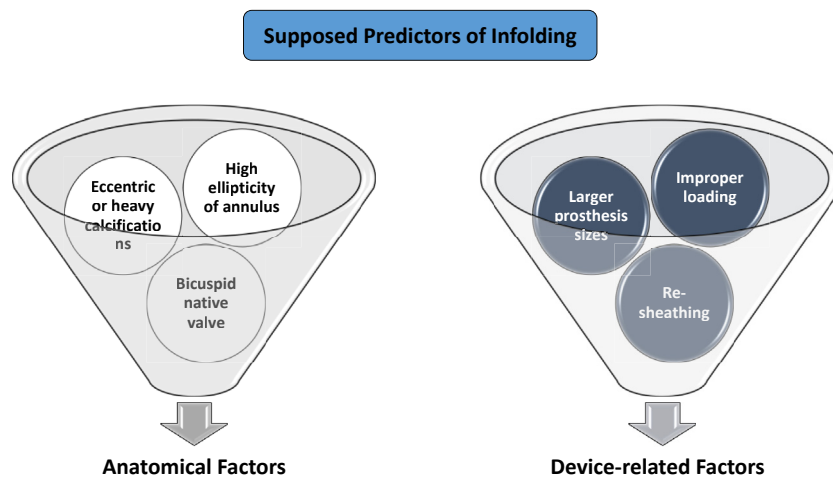 Supposed Predictors of Infolding
Eccentric
or heavy
calcificatio
ns
High
ellipticity
of annulus
Bicuspid
native
valve
Anatomical Factors
Larger
prosthesis
sizes
Improper
loading
Re-
sheathing
Device-related Factors